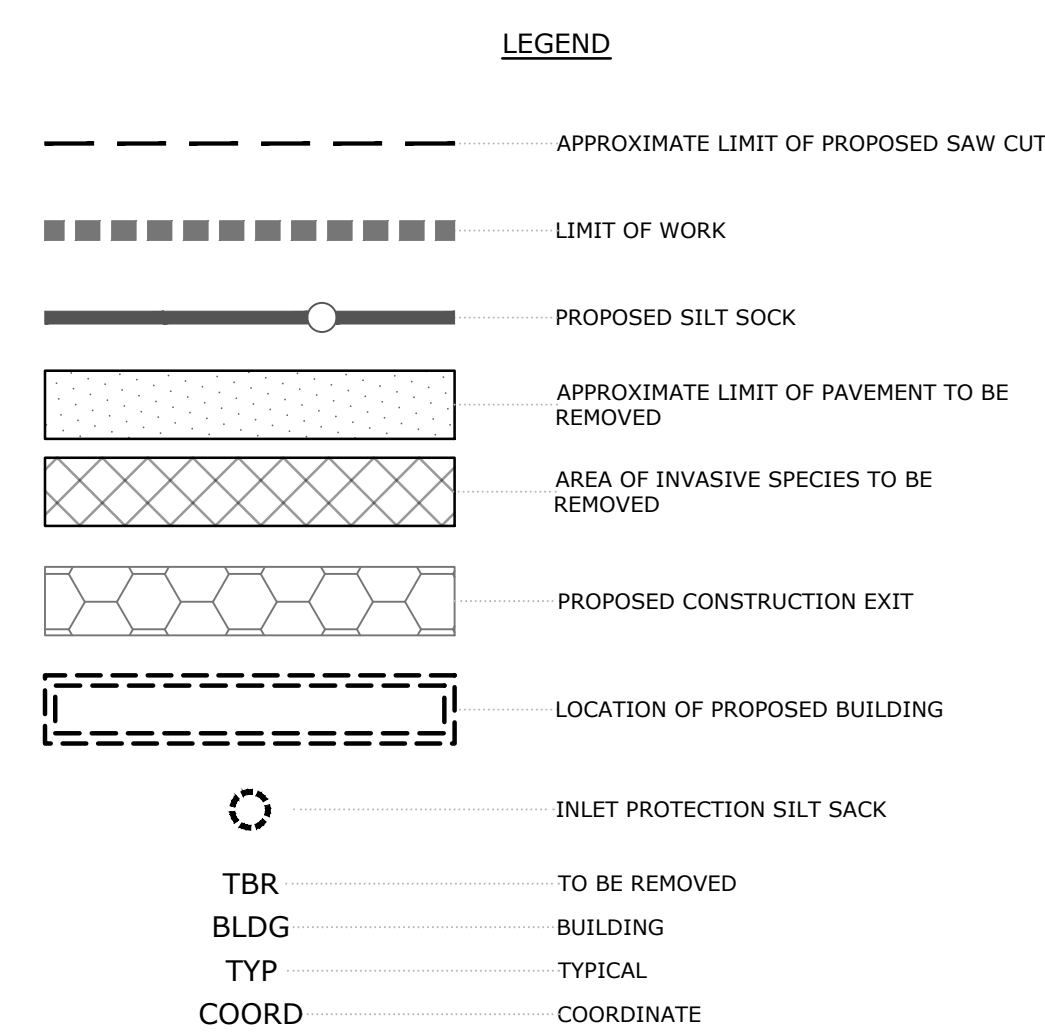 LEGEND
APPROXIMATE LIMIT OF PROPOSED SAW CUT
LIMIT OF WORK
PROPOSED SILT SOCK
APPROXIMATE LIMIT OF PAVEMENT TO BE
REMOVED
AREA OF INVASIVE SPECIES TO BE
REMOVED
PROPOSED CONSTRUCTION EXIT
LOCATION OF PROPOSED BUILDING
INLET PROTECTION SILT SACK
TBR TO BE REMOVED
BLDG BUILDING
TYP TYPICAL
COORD COORDINATE